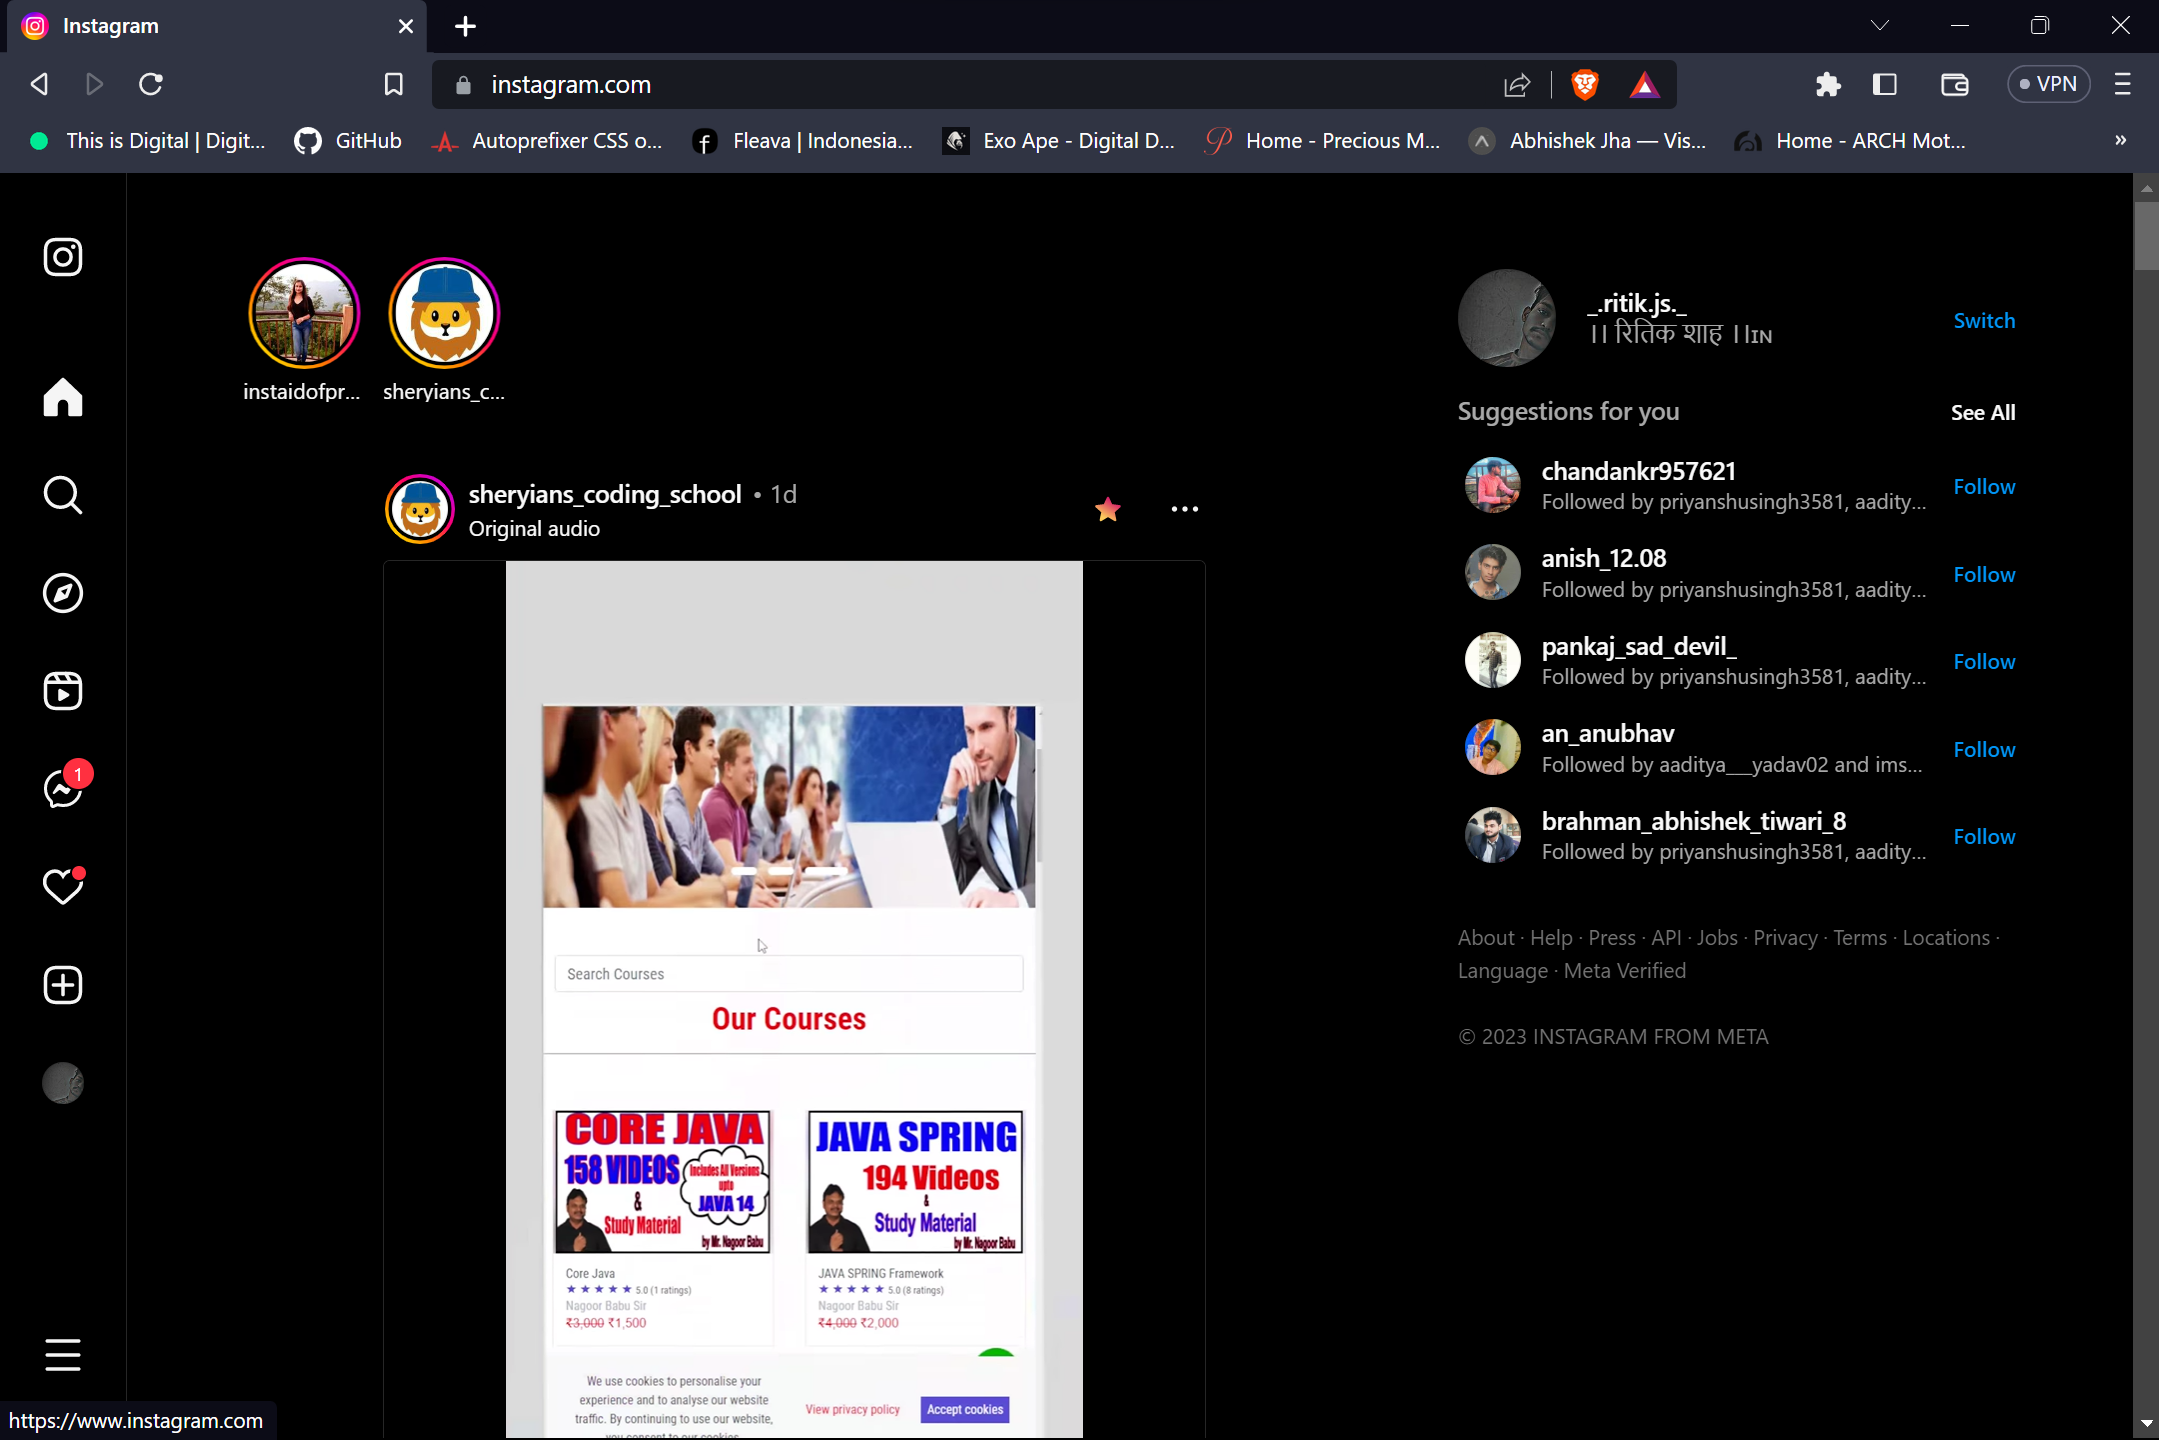 Instagram
instagram.com
VPN
This is Digital | Digit...
GitHub
Autoprefixer CSS o...
Fleava | Indonesia...
Exo Ape - Digital D...
Home - Precious M...
Abhishek Jha — Vis...
Home - ARCH Mot...
»
instaidofpr...
sheryians_c...
_.ritik.js._
।। रितिक शाह ।।ɪɴ
Switch
Suggestions for you
See All
chandankr957621
Followed by priyanshusingh3581, aadity...
Follow
anish_12.08
Followed by priyanshusingh3581, aadity...
Follow
pankaj_sad_devil_
Followed by priyanshusingh3581, aadity...
Follow
an_anubhav
Followed by aaditya___yadav02 and ims...
Follow
brahman_abhishek_tiwari_8
Followed by priyanshusingh3581, aadity...
Follow
About · Help · Press · API · Jobs · Privacy · Terms · Locations ·
Language · Meta Verified
© 2023 INSTAGRAM FROM META
1
sheryians_coding_school • 1d
Original audio
Search Courses
Our Courses
CORE JAVA
158 VIDEOS
Includes All Versions
upto
JAVA 14
&
Study Material
by Mr. Nagoor Babu
Core Java
5.0 (1 ratings)
Nagoor Babu Sir
₹3,000 ₹1,500
JAVA SPRING
194 Videos
&
Study Material
by Mr. Nagoor Babu
JAVA SPRING Framework
5.0 (8 ratings)
Nagoor Babu Sir
₹4,000 ₹2,000
We use cookies to personalise your
experience and to analyse our website
traffic. By continuing to use our website,
you consent to our cookies
View privacy policy
Accept cookies
https://www.instagram.com